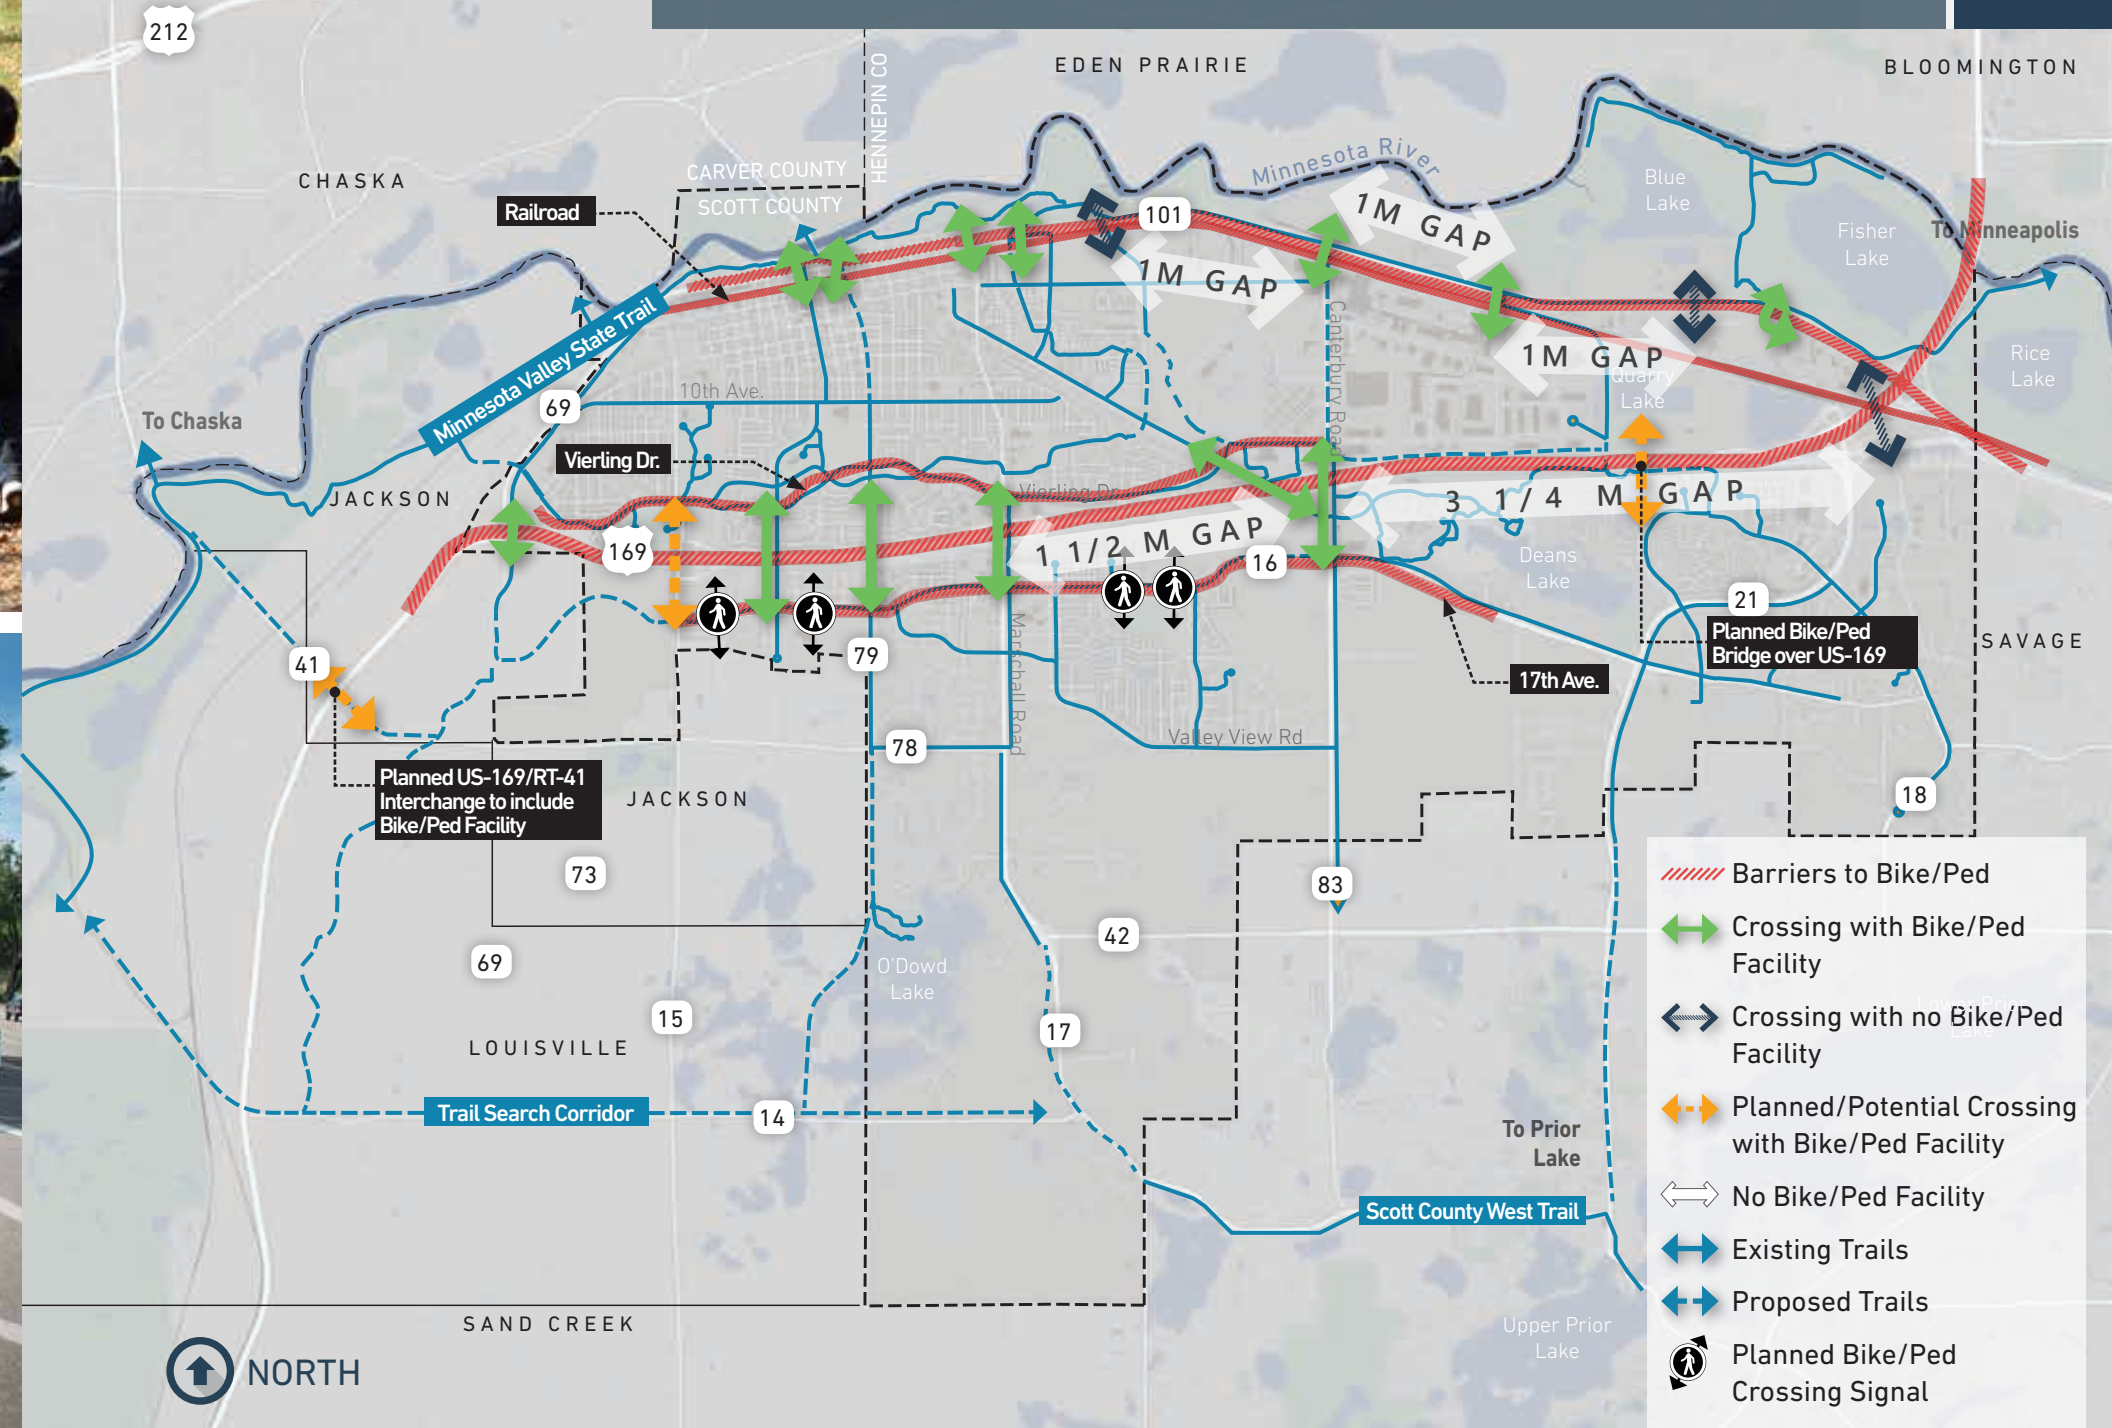 212
EDEN PRAIRIE
BLOOMINGTON
HENNEPIN CO
CHASKA
CARVER COUNTY
SCOTT COUNTY
Minnesota River
Railroad
101
1M GAP
Blue
Lake
Fisher
Lake
To Minneapolis
1M GAP
Minnesota Valley State Trail
Canterbury Road
1M GAP
Quarry
Lake
Rice
Lake
10th Ave.
69
To Chaska
Vierling Dr.
JACKSON
Vierling Dr.
3 1/4 M GAP
169
1 1/2 M GAP
16
Deans
Lake
21
Planned Bike/Ped
Bridge over US-169
SAVAGE
41
79
Marschall Road
17th Ave.
78
Valley View Rd
Planned US-169/RT-41
Interchange to include
Bike/Ped Facility
JACKSON
18
73
83
42
69
O'Dowd
Lake
15
17
LOUISVILLE
Trail Search Corridor
14
To Prior
Lake
Scott County West Trail
SAND CREEK
Upper Prior
Lake
NORTH
Barriers to Bike/Ped
Crossing with Bike/Ped
Facility
Lower Prior
Lake
Crossing with no Bike/Ped
Facility
Planned/Potential Crossing
with Bike/Ped Facility
No Bike/Ped Facility
Existing Trails
Proposed Trails
Planned Bike/Ped
Crossing Signal